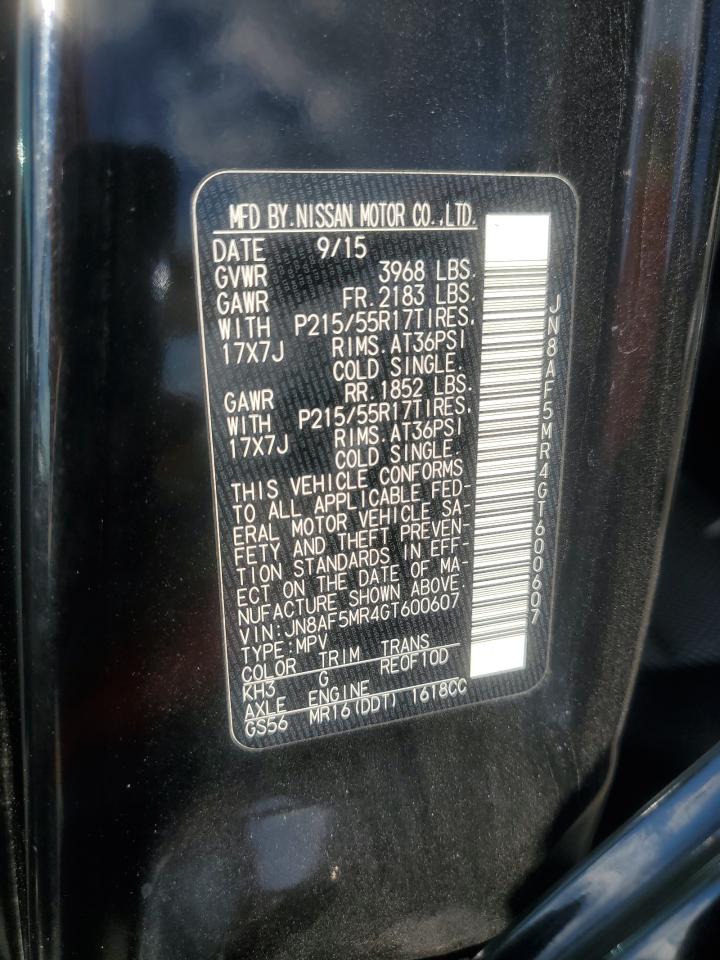 MFD BY.NISSAN MOTOR CO.,LTD.
DATE 9/15
GVWR 3968 LBS.
GAWR FR.2183 LBS.
WITH P215/55R17TIRES.
17X7J RIMS.AT36PSI
COLD SINGLE.
GAWR RR.1852 LBS.
WITH P215/55R17TIRES.
17X7J RIMS.AT36PSI
COLD SINGLE.
THIS VEHICLE CONFORMS
TO ALL APPLICABLE FED-
ERAL MOTOR VEHICLE SA-
FETY AND THEFT PREVEN-
TION STANDARDS IN EFF-
ECT ON THE DATE OF MA-
NUFACTURE SHOWN ABOVE.
VIN:JN8AF5MR4GT600607
TYPE:MPV
COLOR TRIM TRANS
KH3 G RE0F10D
AXLE ENGINE
GS56 MR16(DDT) 1618CC
JN8AF5MR4GT600607